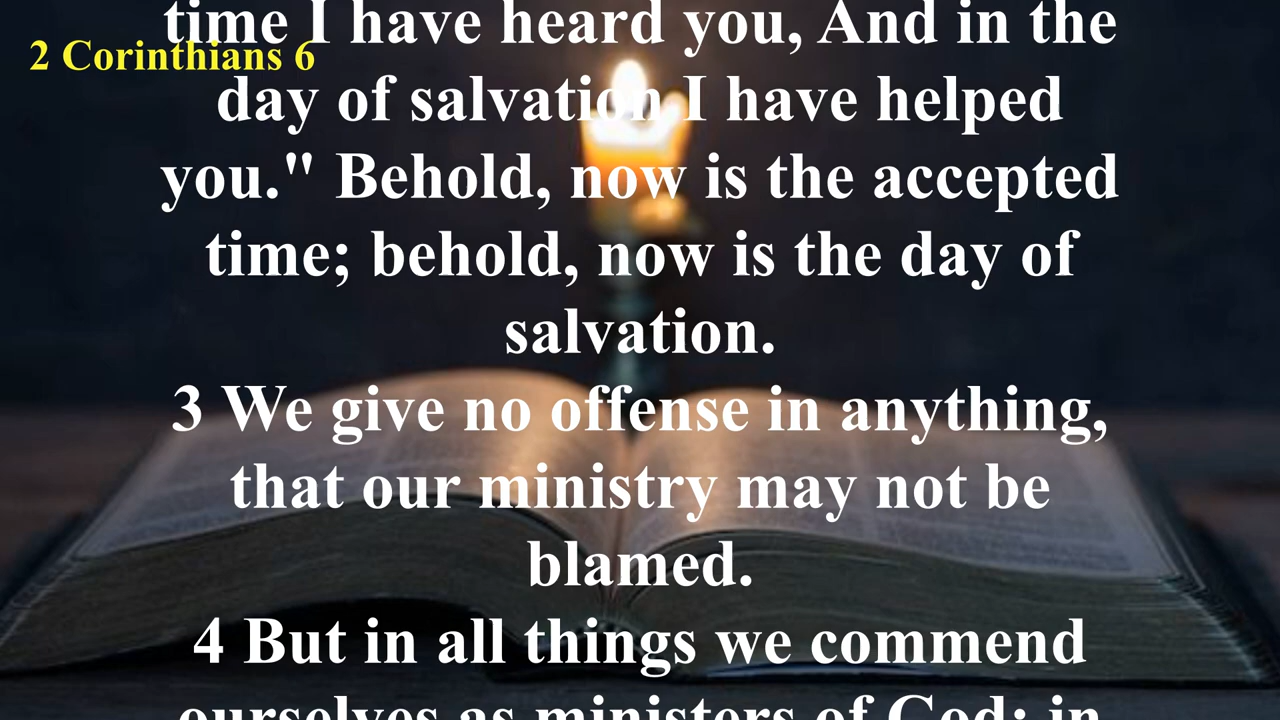 time I have heard you, And in the
2 Corinthians 6
day of salvation I have helped
you." Behold, now is the accepted
time; behold, now is the day of
salvation.
3 We give no offense in anything,
that our ministry may not be
blamed.
4 But in all things we commend
ourselves as ministers of God: in